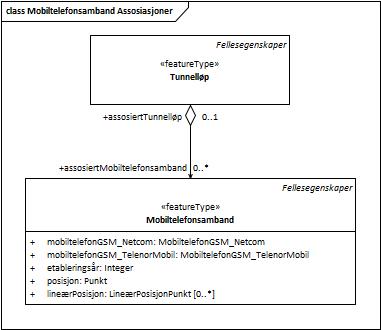 class Mobiltelefonsamband Assosiasjoner
Fellesegenskaper
«featureType»
Tunnelløp
+assosiertTunnelløp 0..1
+assosiertMobiltelefonsamband 0..*
Fellesegenskaper
«featureType»
Mobiltelefonsamband
+ mobiltelefonGSM_Netcom: MobiltelefonGSM_Netcom
+ mobiltelefonGSM_TelenorMobil: MobiltelefonGSM_TelenorMobil
+ etableringsår: Integer
+ posisjon: Punkt
+ lineærPosisjon: LineærPosisjonPunkt [0..*]